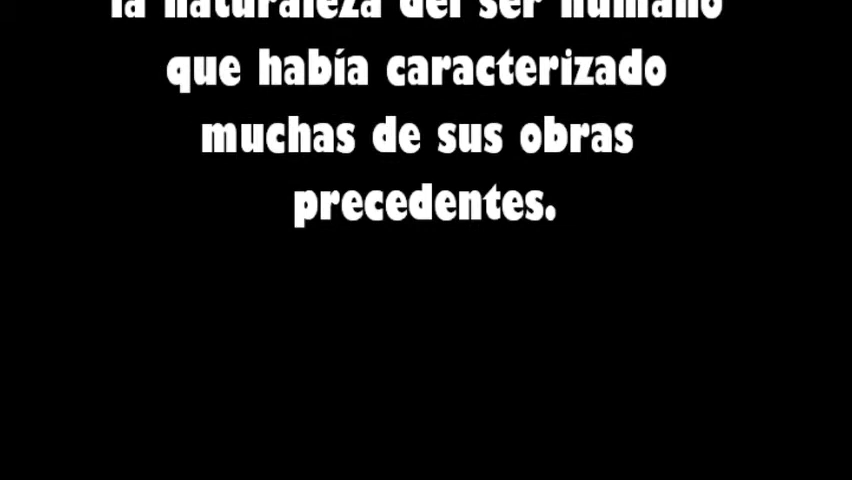 la naturaleza del ser humano
que había caracterizado
muchas de sus obras
precedentes.